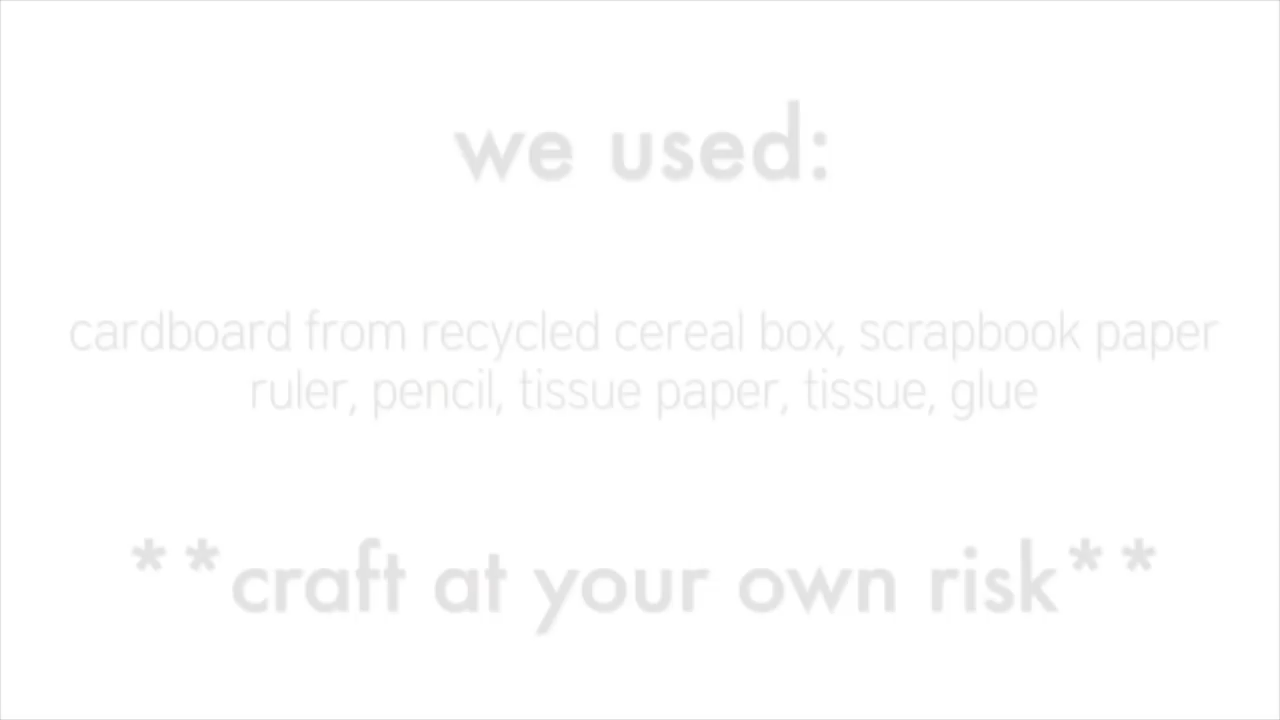 we used:
cardboard from recycled cereal box, scrapbook paper
ruler, pencil, tissue paper, tissue, glue
**craft at your own risk**